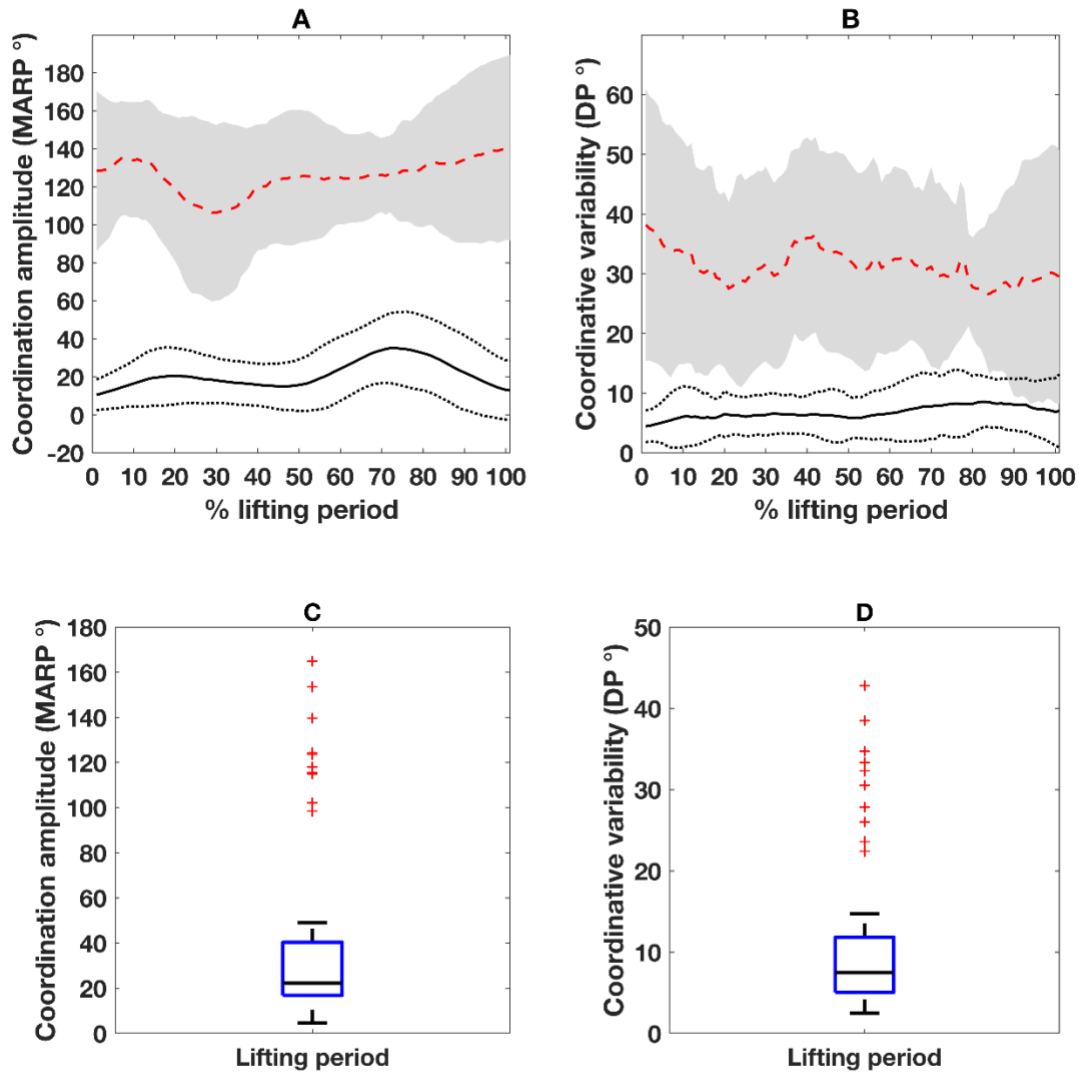 A
Coordination amplitude (MARP °)
180
160
140
120
100
80
60
40
20
0
-20
0 10 20 30 40 50 60 70 80 90 100
% lifting period
B
Coordinative variability (DP °)
60
50
40
30
20
10
0
0 10 20 30 40 50 60 70 80 90 100
% lifting period
C
Coordination amplitude (MARP °)
180
160
140
120
100
80
60
40
20
0
Lifting period
D
Coordinative variability (DP °)
50
40
30
20
10
0
Lifting period